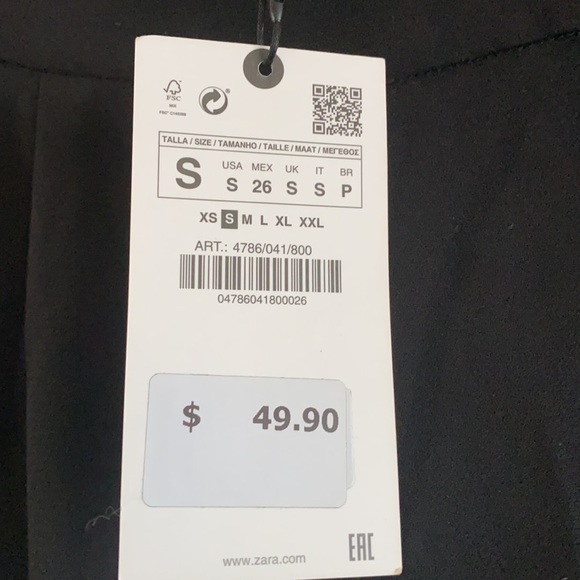 FSC
MIX
TALLA / SIZE / TAMANHO / TAILLE / MAAT / ΜΕΓΕΘΟΣ
S
USA MEX UK IT BR
S 26 S S P
XS S M L XL XXL
ART.: 4786/041/800
04786041800026
$ 49.90
www.zara.com
EAC